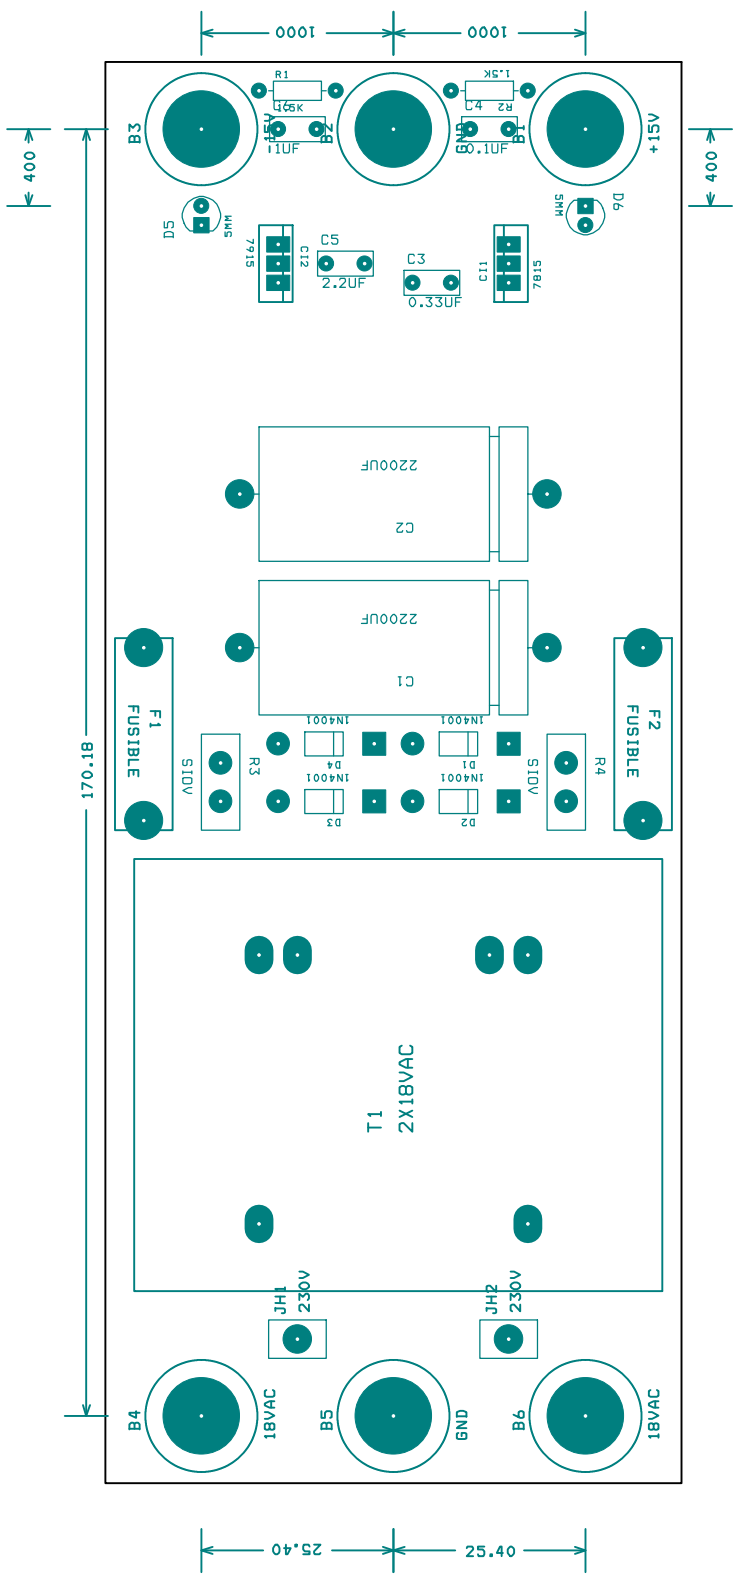 1000
1000
R1
1.5K
1.5K
R2
C4
B3
-15V
B2
GND
B1
+15V
1UF
0.1UF
400
400
D5
5MM
5MM
D6
7915
CI2
C5
2.2UF
C3
0.33UF
CI1
7815
2200UF
C2
2200UF
C1
F1
FUSIBLE
F2
FUSIBLE
1N4001
1N4001
D4
D1
SIOV
R3
SIOV
R4
1N4001
1N4001
D3
D2
170.18
T1
2X18VAC
JH1
230V
JH2
230V
B4
18VAC
B5
GND
B6
18VAC
25.40
25.40